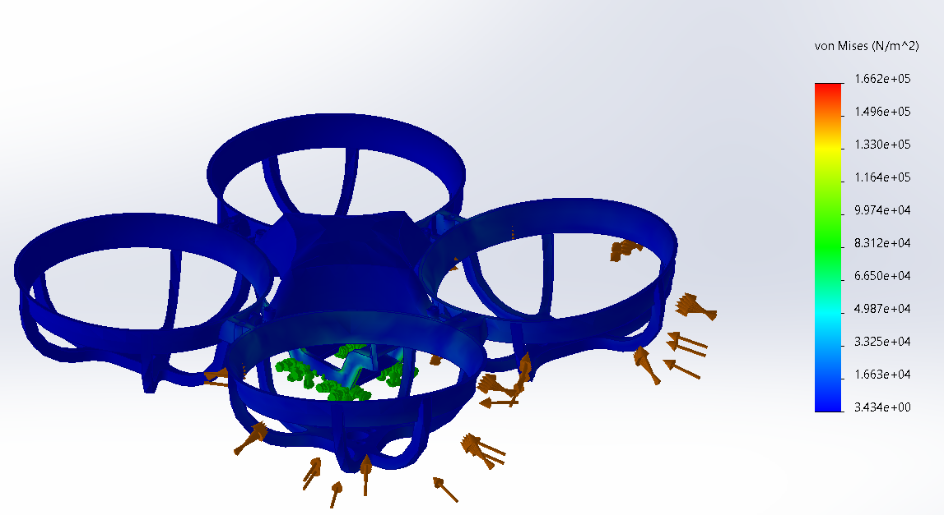 von Mises (N/m^2)
1.662e+05
1.496e+05
1.330e+05
1.164e+05
9.974e+04
8.312e+04
6.650e+04
4.987e+04
3.325e+04
1.663e+04
3.434e+00